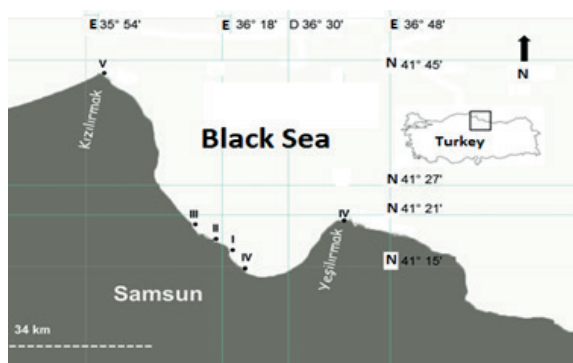 E 35° 54'
E 36° 18'
D 36° 30'
E 36° 48'
N 41° 45'
N
V
Kızılırmak
Black Sea
Turkey
N 41° 27'
N 41° 21'
III
IV
II
I
N 41° 15'
IV
Yeşilırmak
Samsun
34 km